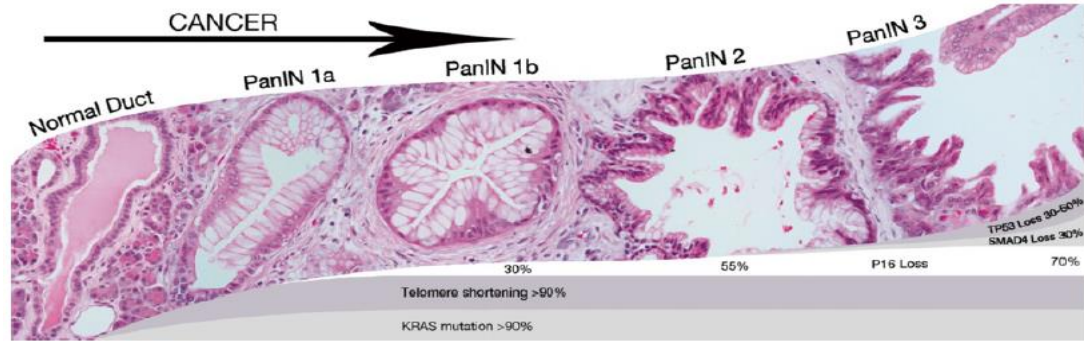 CANCER
Normal Duct
PanIN 1a
PanIN 1b
PanIN 2
PanIN 3
TP53 Loss 30-50%
SMAD4 Loss 30%
30%
55%
P16 Loss
70%
Telomere shortening >90%
KRAS mutation >90%